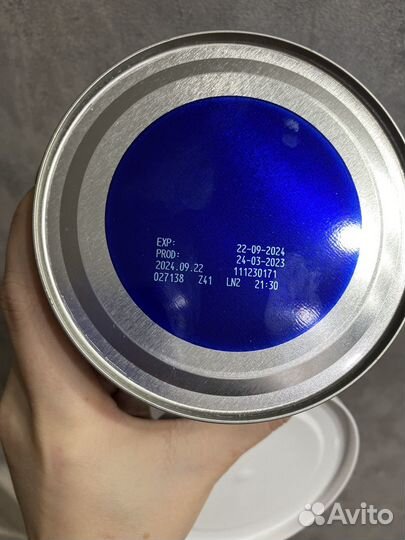 EXP: 22-09-2024
PROD: 24-03-2023
2024.09.22 111230171
027138 Z41 LN2 21:30
Avito